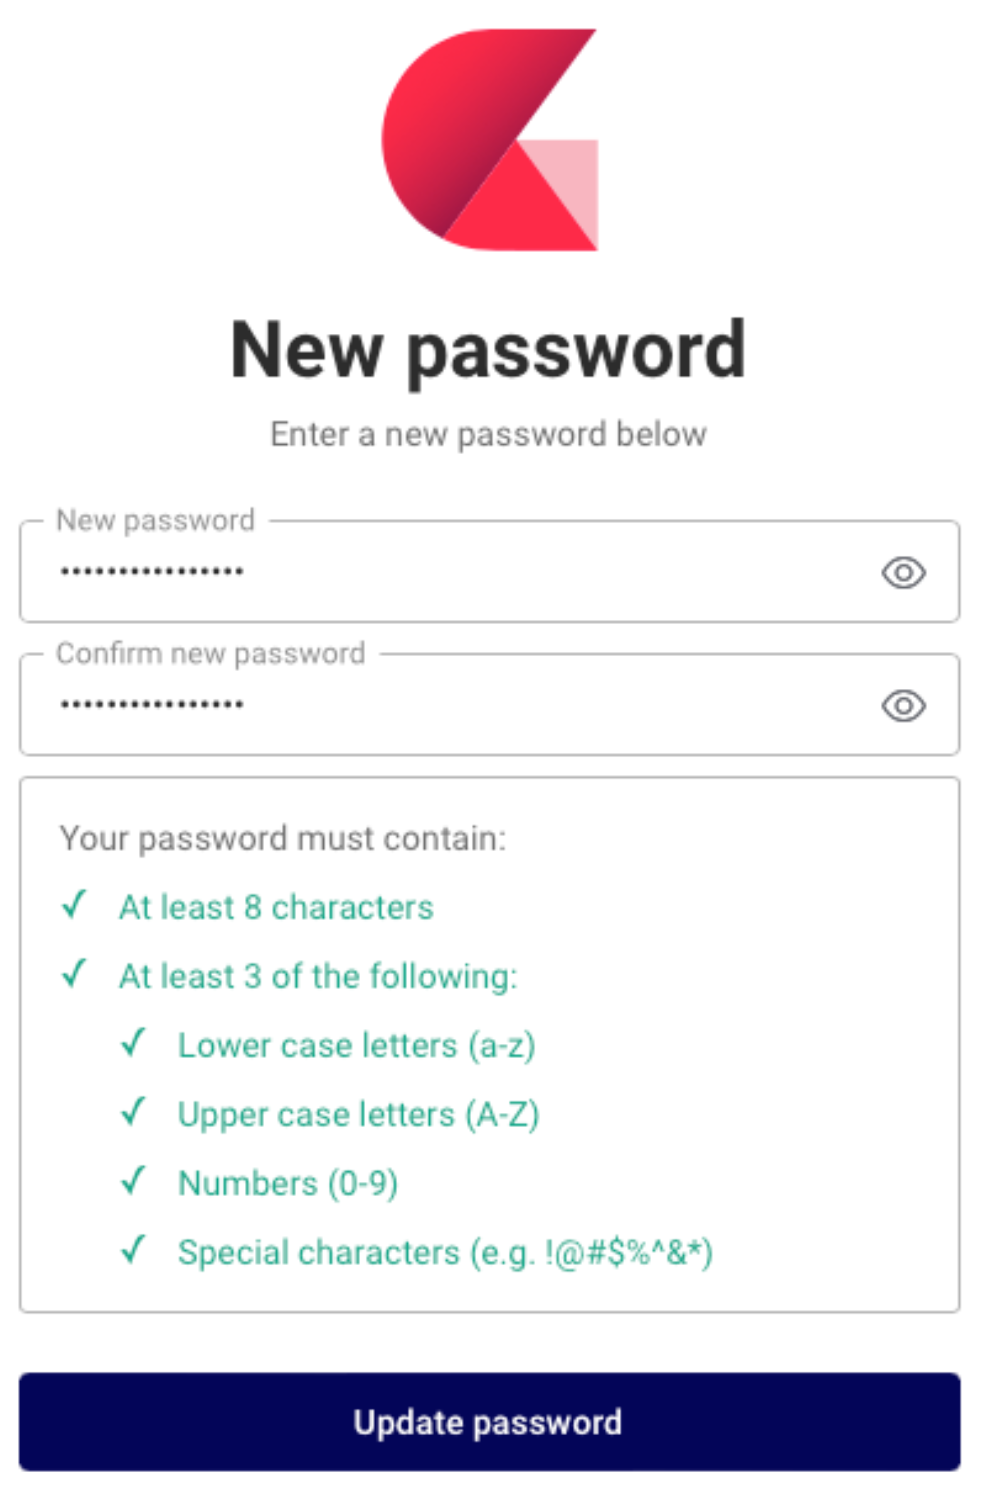 New password
Enter a new password below
New password
••••••••••••••••
Confirm new password
••••••••••••••••
Your password must contain:
✓ At least 8 characters
✓ At least 3 of the following:
✓ Lower case letters (a-z)
✓ Upper case letters (A-Z)
✓ Numbers (0-9)
✓ Special characters (e.g. !@#$%^&*)
Update password